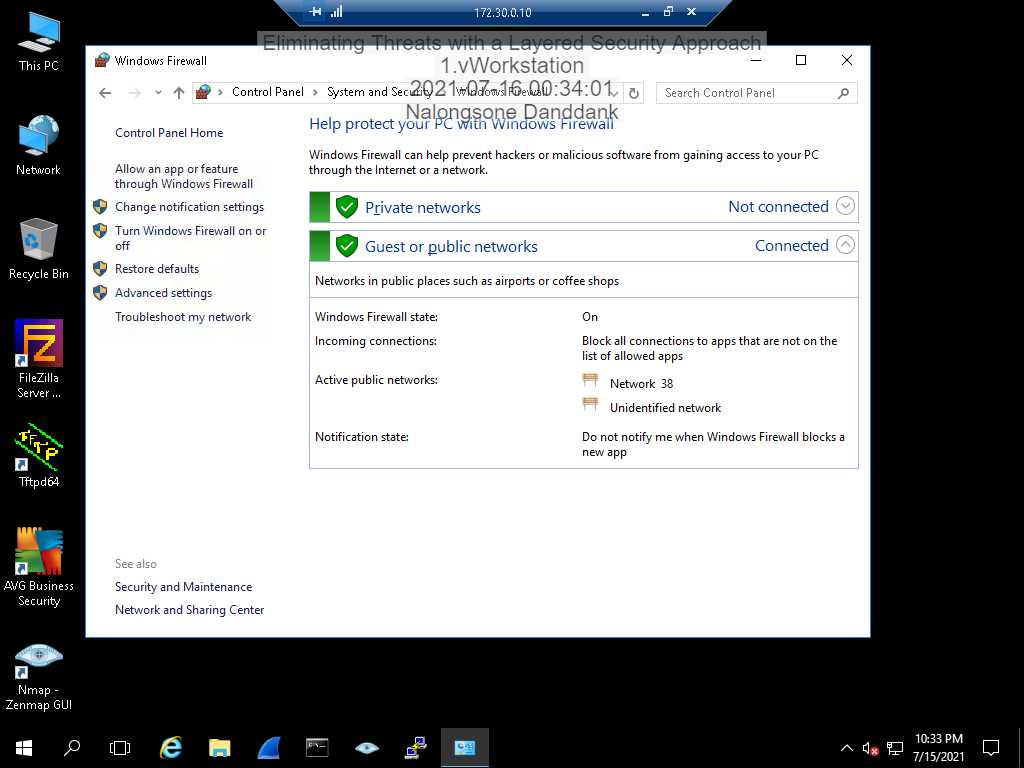 172.30.0.10
Eliminating Threats with a Layered Security Approach
1.vWorkstation
2021-07-16 00:34:01
Nalongsone Danddank
This PC
Network
Recycle Bin
FileZilla
Server ...
Tftpd64
AVG Business
Security
Nmap -
Zenmap GUI
Windows Firewall
Control Panel
System and Security
Windows Firewall
Search Control Panel
Control Panel Home
Allow an app or feature
through Windows Firewall
Change notification settings
Turn Windows Firewall on or
off
Restore defaults
Advanced settings
Troubleshoot my network
See also
Security and Maintenance
Network and Sharing Center
Help protect your PC with Windows Firewall
Windows Firewall can help prevent hackers or malicious software from gaining access to your PC
through the Internet or a network.
Private networks Not connected
Guest or public networks Connected
Networks in public places such as airports or coffee shops
Windows Firewall state: On
Incoming connections: Block all connections to apps that are not on the
list of allowed apps
Active public networks: Network 38
Unidentified network
Notification state: Do not notify me when Windows Firewall blocks a
new app
10:33 PM
7/15/2021